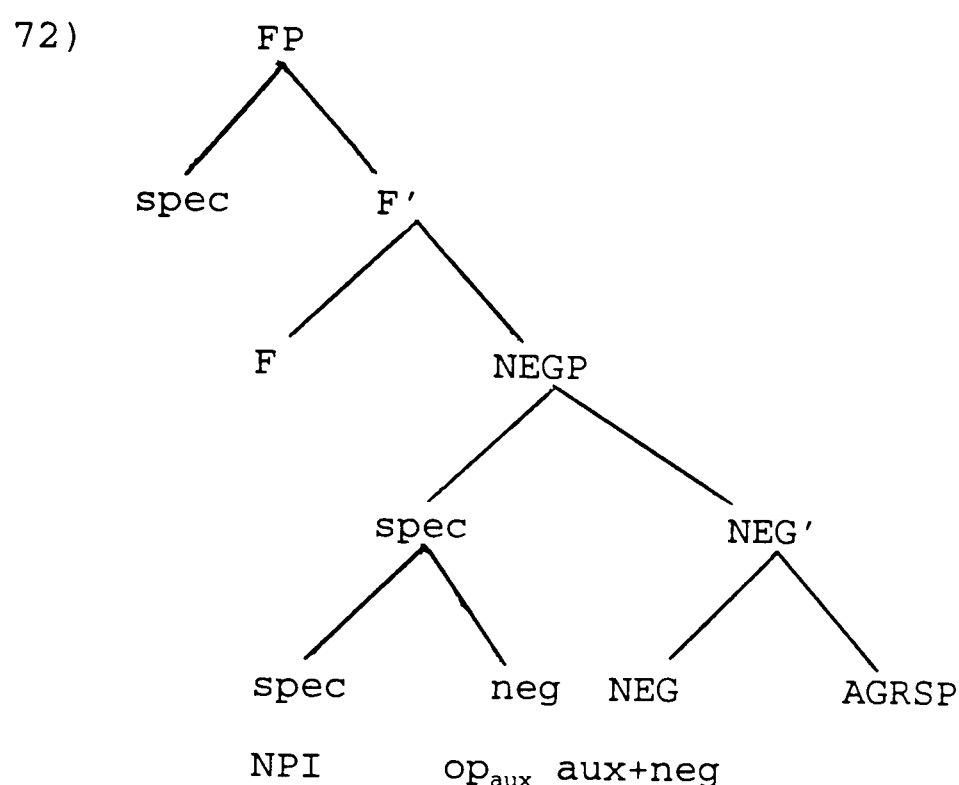 72) FP
spec F'
F NEGP
spec NEG'
spec neg NEG AGRSP
NPI op_aux aux+neg